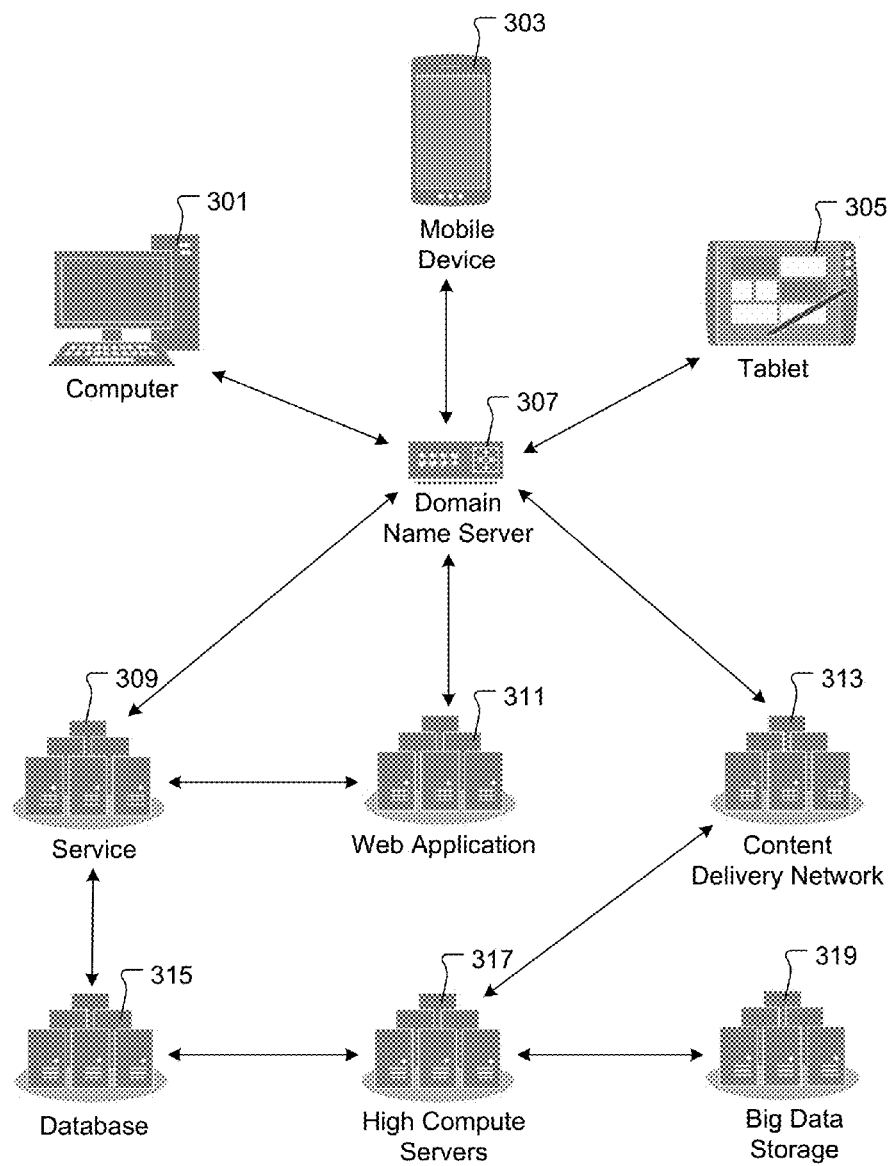 303
Mobile
Device
301
Computer
305
Tablet
307
Domain
Name Server
309
Service
311
Web Application
313
Content
Delivery Network
315
Database
317
High Compute
Servers
319
Big Data
Storage